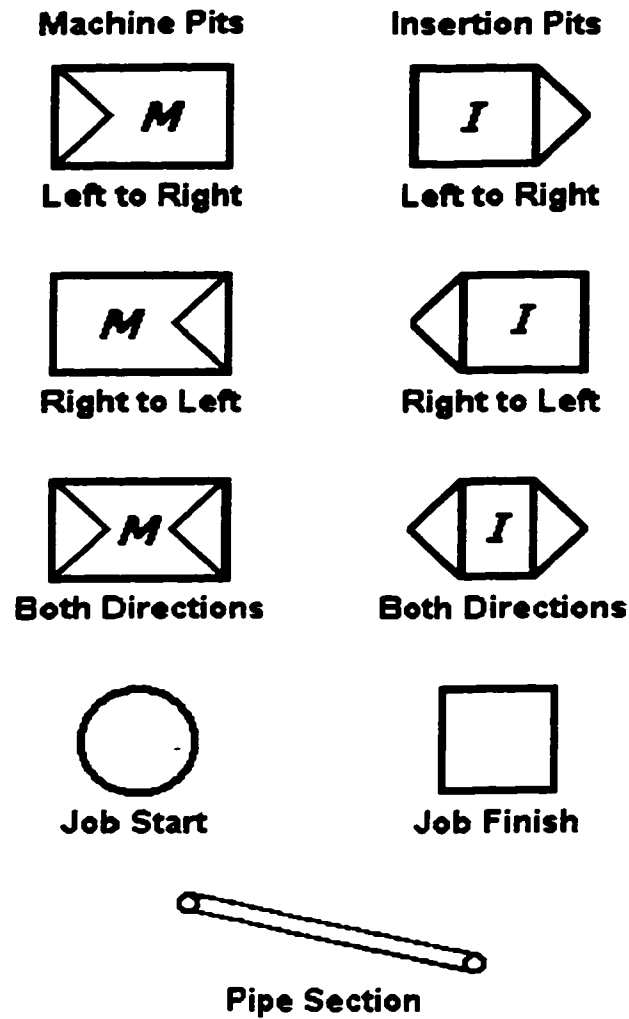 Machine Pits
Insertion Pits
M
I
Left to Right
Left to Right
M
I
Right to Left
Right to Left
M
I
Both Directions
Both Directions
Job Start
Job Finish
Pipe Section